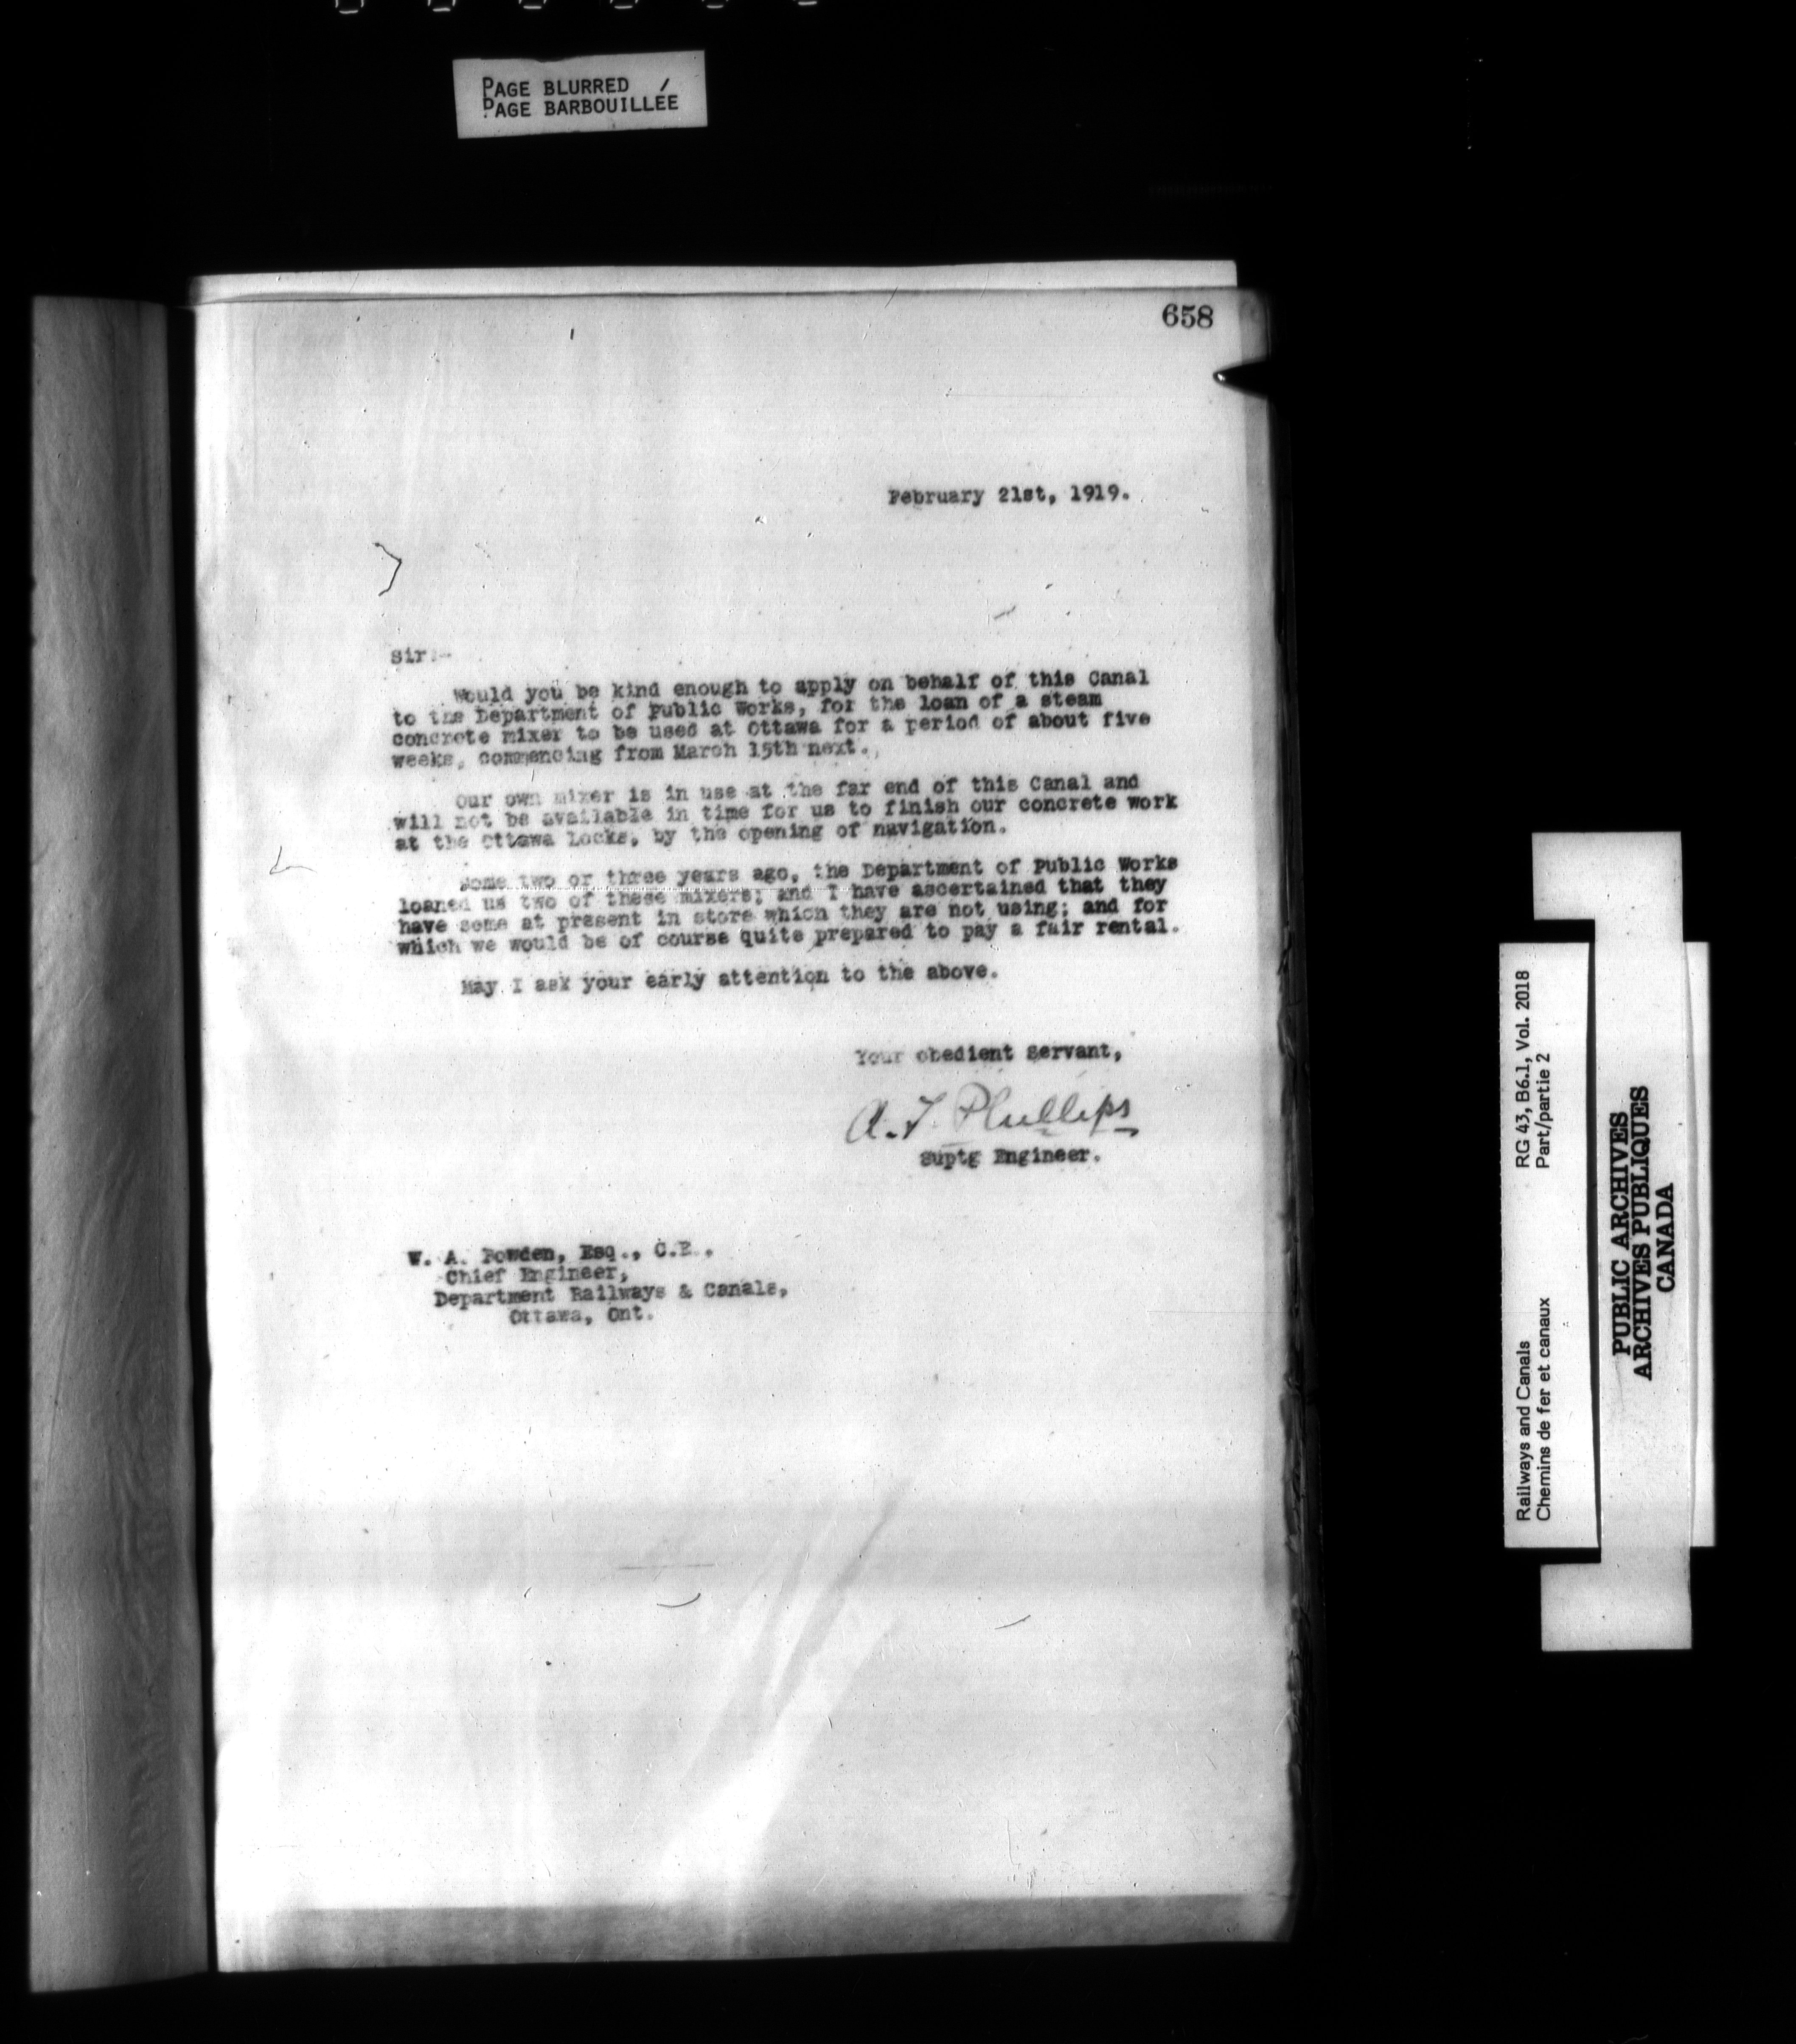 PAGE BLURRED
PAGE BARBOUILLÉE
658
February 21st, 1919.
Sir:-
Would you be kind enough to apply on behalf of this Canal
to the Department of Public Works, for the loan of a steam
concrete mixer to be used at Ottawa for a period of about five
weeks, commencing from March 15th next.
Our own mixer is in use at the far end of this Canal and
will not be available in time for us to finish our concrete work
at the Ottawa Locks, by the opening of navigation.
Some two or three years ago, the Department of Public Works
loaned us two of these mixers; and I have ascertained that they
have some at present in store which they are not using; and for
which we would be of course quite prepared to pay a fair rental.
May I ask your early attention to the above.
Your obedient servant,
A. T. Phillips
Suptg Engineer.
W. A. Bowden, Esq., C.E.,
Chief Engineer,
Department Railways & Canals,
Ottawa, Ont.
Railways and Canals RG 43, B6.1, Vol. 2018
Chemins de fer et canaux Part/partie 2
PUBLIC ARCHIVES
ARCHIVES PUBLIQUES
CANADA